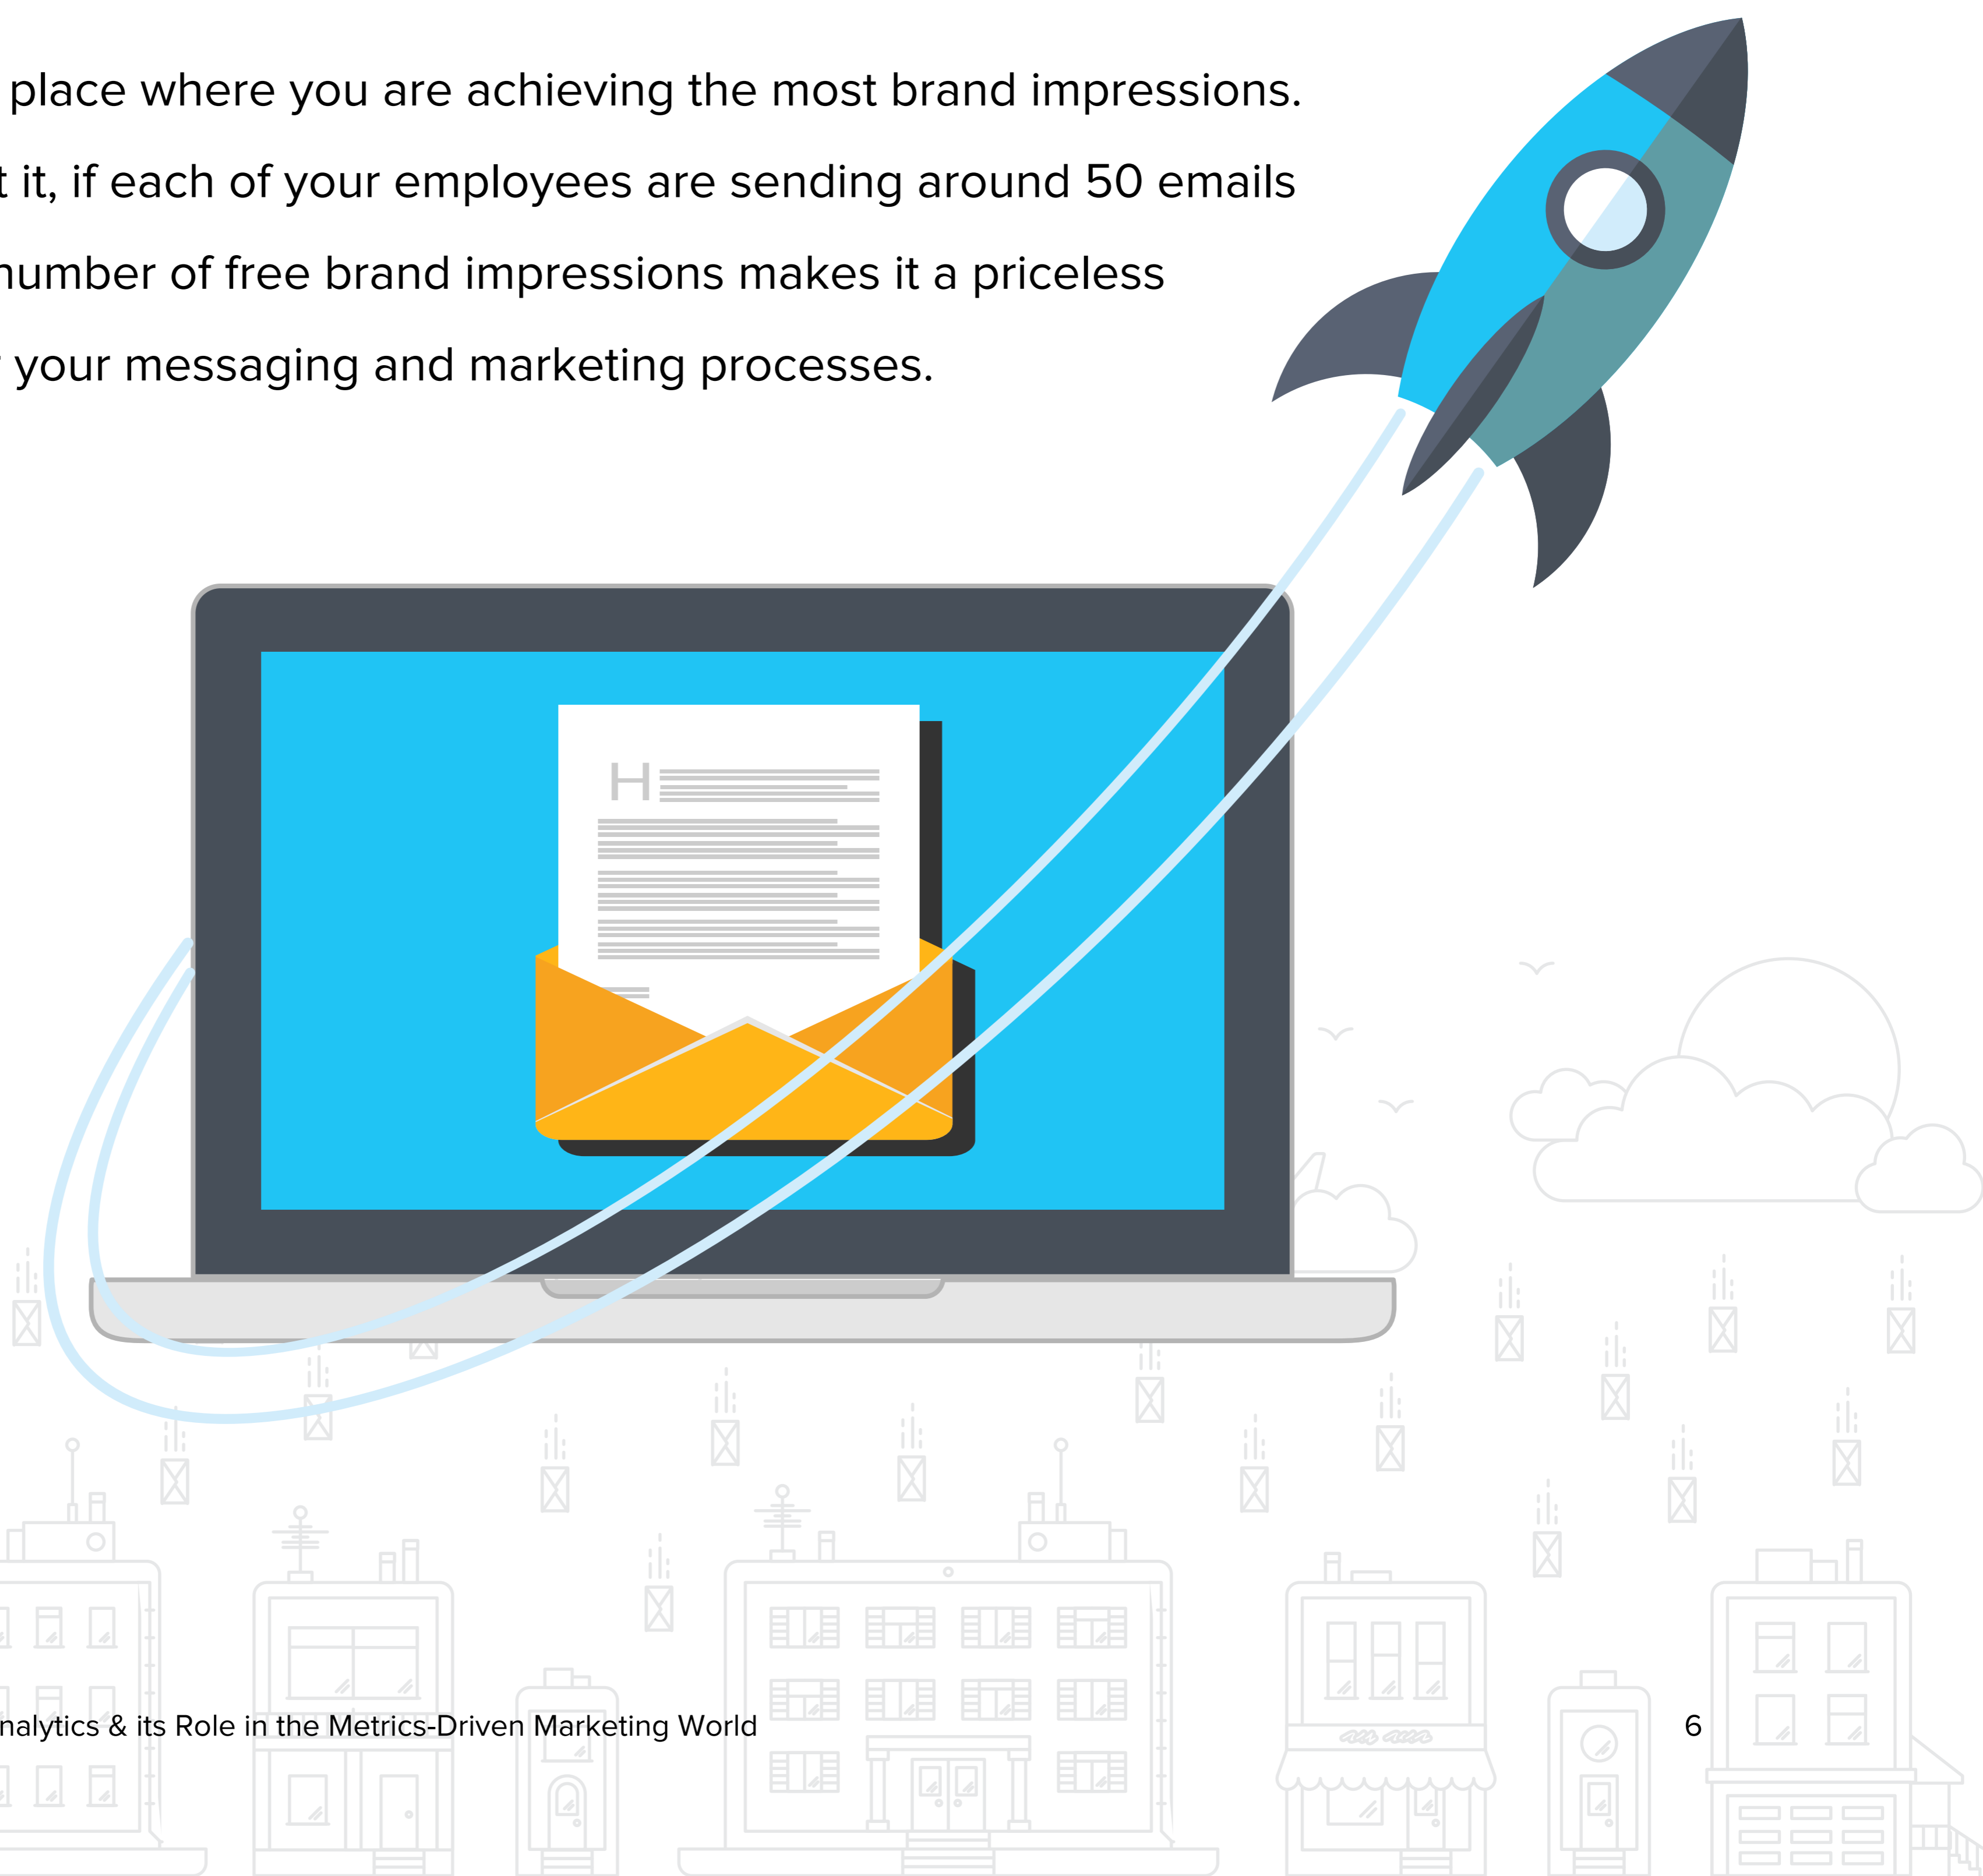 place where you are achieving the most brand impressions.
it, if each of your employees are sending around 50 emails
number of free brand impressions makes it a priceless
your messaging and marketing processes.
H
nalytics & its Role in the Metrics-Driven Marketing World
6